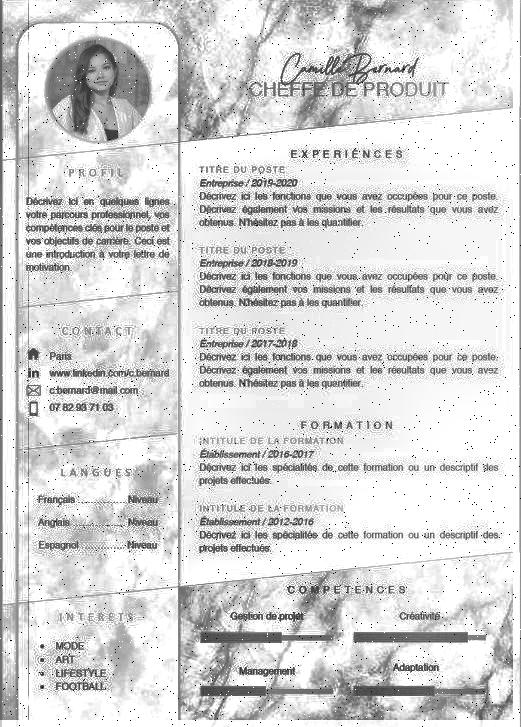 Camille Bernard
CHEFFE DE PRODUIT
PROFIL
Décrivez ici en quelques lignes
votre parcours professionnel, vos
compétences clés pour le poste et
vos objectifs de carrière. Ceci est
une introduction à votre lettre de
motivation.
CONTACT
Paris
www.linkedin.com/c.bernard
c.bernard@mail.com
07 82 93 71 03
LANGUES
Français ............ Niveau
Anglais ............ Niveau
Espagnol ............ Niveau
INTERÊTS
MODE
ART
LIFESTYLE
FOOTBALL
EXPERIÉNCES
TITRE DU POSTE
Entreprise / 2019-2020
Décrivez ici les fonctions que vous avez occupées pour ce poste.
Décrivez également vos missions et les résultats que vous avez
obtenus. N'hésitez pas à les quantifier.
TITRE DU POSTE
Entreprise / 2018-2019
Décrivez ici les fonctions que vous avez occupées pour ce poste.
Décrivez également vos missions et les résultats que vous avez
obtenus. N'hésitez pas à les quantifier.
TITRE DU POSTE
Entreprise / 2017-2018
Décrivez ici les fonctions que vous avez occupées pour ce poste.
Décrivez également vos missions et les résultats que vous avez
obtenus. N'hésitez pas à les quantifier.
FORMATION
INTITULE DE LA FORMATION
Établissement / 2016-2017
Décrivez ici les spécialités de cette formation ou un descriptif des
projets effectués.
INTITULE DE LA FORMATION
Établissement / 2012-2016
Décrivez ici les spécialités de cette formation ou un descriptif des
projets effectués.
COMPETENCES
Gestion de projet
Créativité
Management
Adaptation